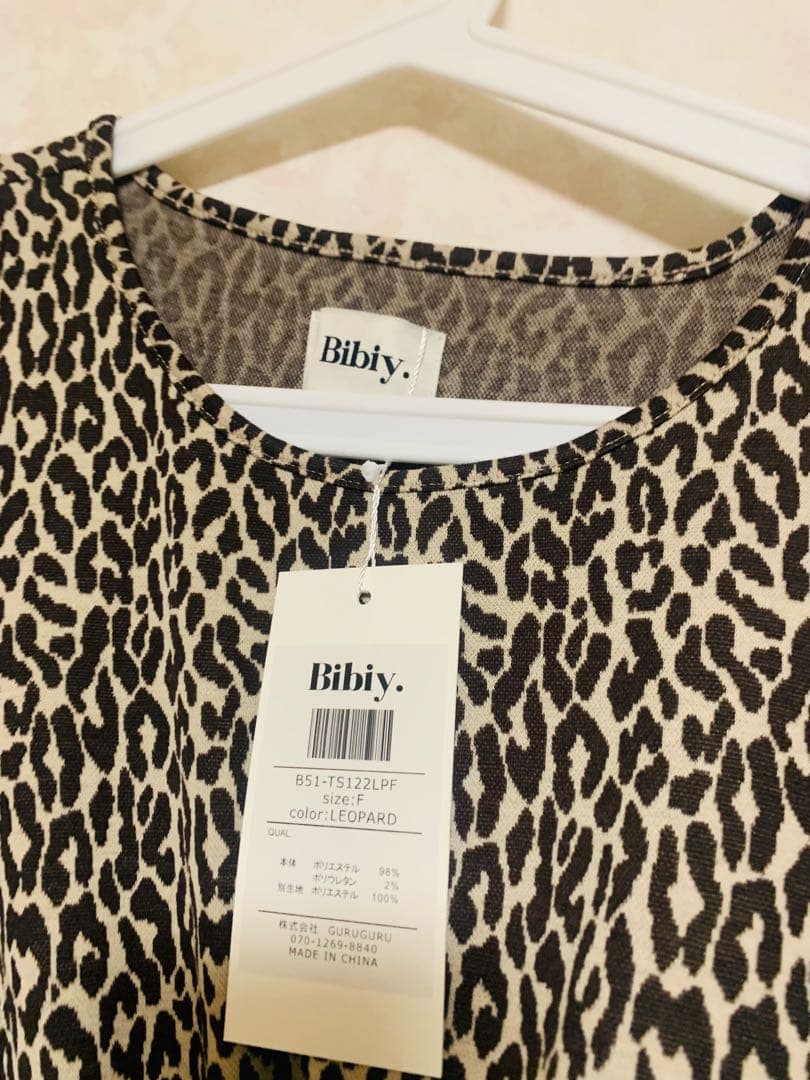 Bibiy.
Bibiy.
B51-TS122LPF
size:F
color:LEOPARD
QUAL
本体 ポリエステル 98%
ポリウレタン 2%
別生地 ポリエステル 100%
株式会社 GURUGURU
070-1269-8840
MADE IN CHINA